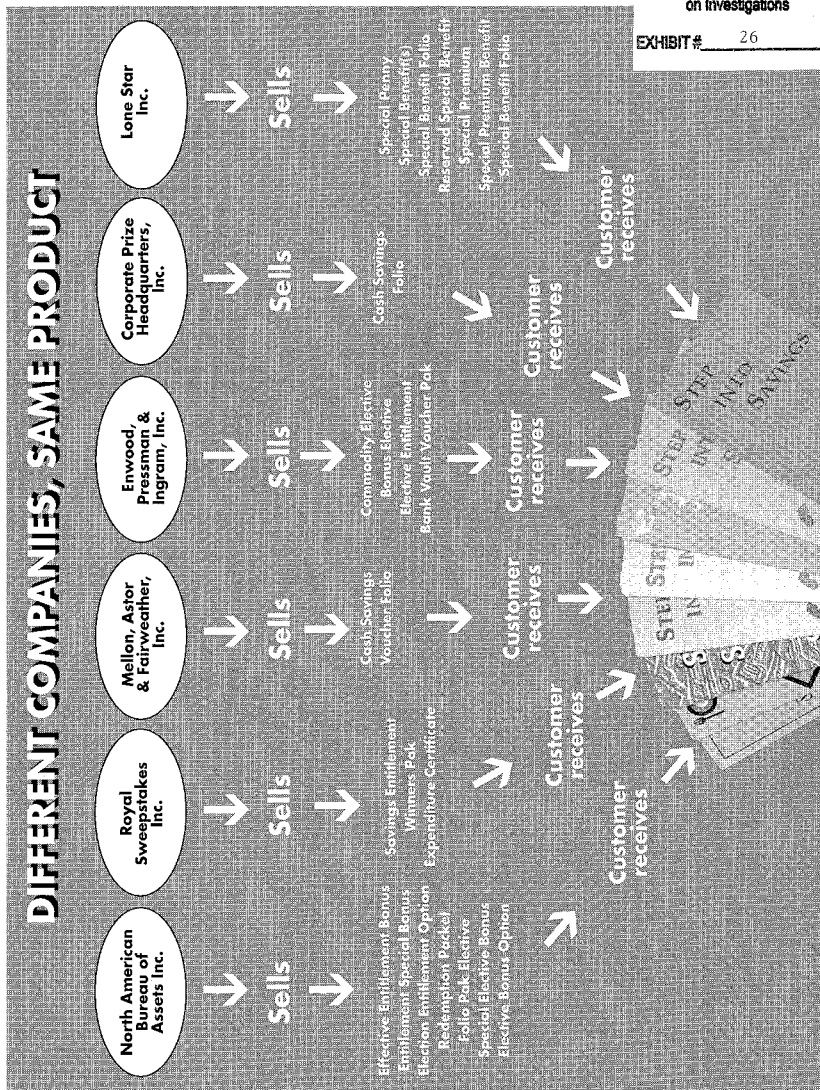 on Investigations
EXHIBIT # 26
DIFFERENT COMPANIES, SAME PRODUCT
North American
Bureau of
Assets Inc.
Sells
Effective Entitlement Bonus
Entitlement Special Bonus
Election Entitlement Option
Redemption Packet
Folio Pak Elective
Special Elective Bonus
Elective Bonus Option
Customer
receives
Royal
Sweepstakes
Inc.
Sells
Savings Entitlement
Winners Pak
Expenditure Certificate
Customer
receives
Mellon, Astor
& Fairweather,
Inc.
Sells
Cash Savings
Voucher Folio
Customer
receives
Enwood,
Pressman &
Ingram, Inc.
Sells
Commodity Elective
Bonus Elective
Elective Entitlement
Bank Vault Voucher Pak
Customer
receives
Corporate Prize
Headquarters,
Inc.
Sells
Cash Savings
Folio
Customer
receives
Lone Star
Inc.
Sells
Special Penny
Special Benefit(s)
Special Benefit Folio
Reserved Special Benefit
Special Premium
Special Premium Benefit
Special Benefit Folio
Customer
receives
STEP
IN
STEP
IN
STEP
INT
S
STEP
INTO
SAVINGS